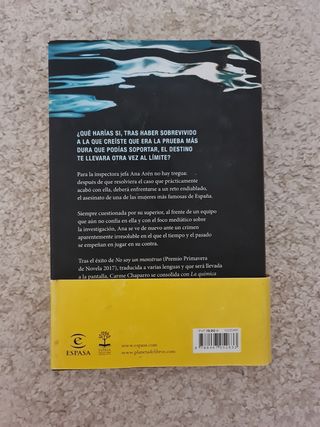 ¿QUÉ HARÍAS SI, TRAS HABER SOBREVIVIDO
A LA QUE CREÍSTE QUE ERA LA PRUEBA MÁS
DURA QUE PODÍAS SOPORTAR, EL DESTINO
TE LLEVARA OTRA VEZ AL LÍMITE?
Para la inspectora jefa Ana Arén no hay tregua:
después de que resolviera el caso que prácticamente
acabó con ella, deberá enfrentarse a un reto endiablado,
el asesinato de una de las mujeres más famosas de España.
Siempre cuestionada por su superior, al frente de un equipo
que aún no confía en ella y con el foco mediático sobre
la investigación, Ana se ve de nuevo ante un crimen
aparentemente irresoluble en el que el tiempo y el pasado
se empeñan en jugar en su contra.
Tras el éxito de No soy un monstruo (Premio Primavera
de Novela 2017), traducida a varias lenguas y que será llevada
a la pantalla, Carme Chaparro se consolida con La química
ESPASA
www.espasa.com
www.planetadelibros.com